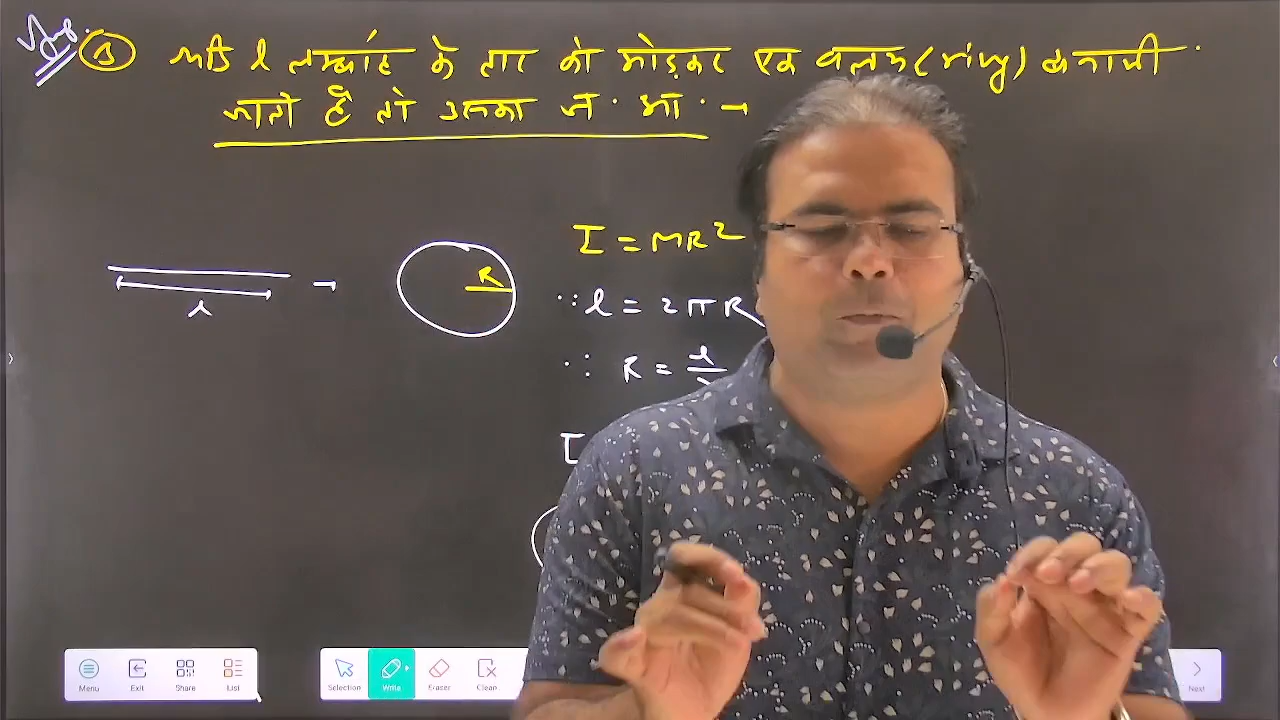 ③ यदि l लम्बाई के तार को मोड़कर एक वलय (ring) बनायी
जाती है तो उसका ज. आ. →
I = MR²
R
∵ l = 2πR
l →
∴ R = l
I
Menu Exit Share List Selection Write Eraser Clean Next